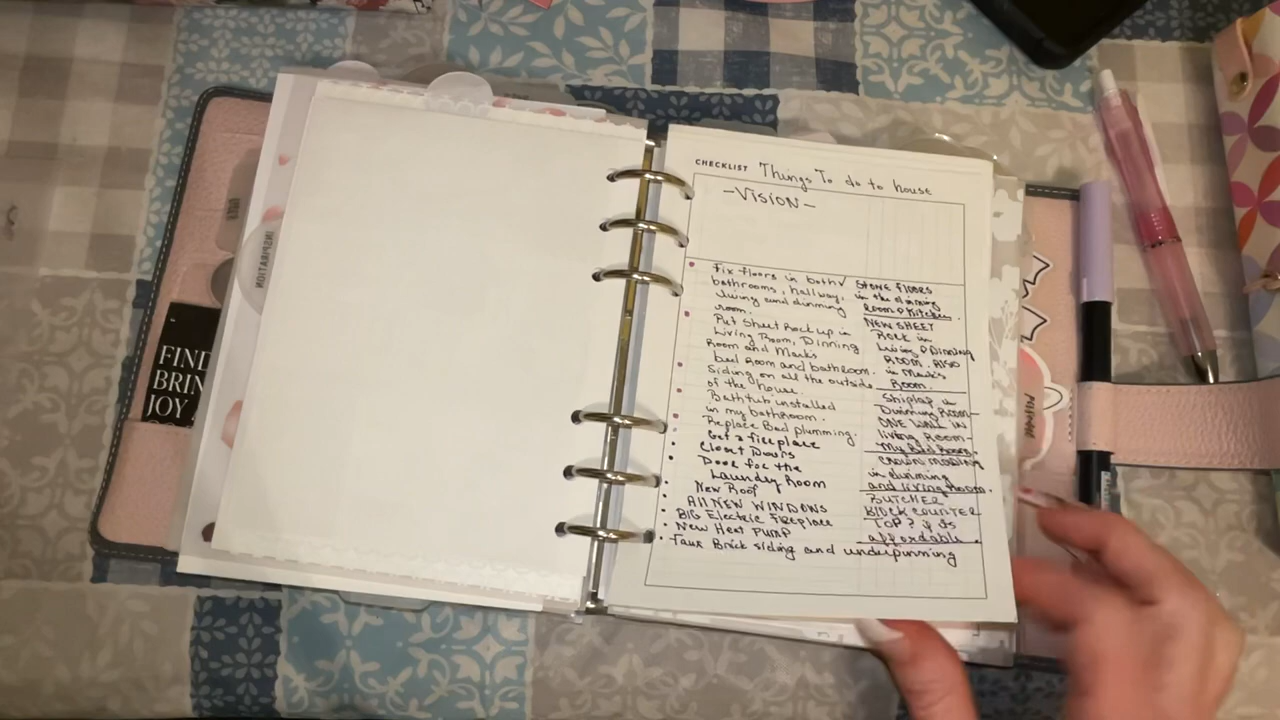 CHECKLIST Things To do to house
-Vision-
Fix floors in both
bathrooms, hallway,
living and dinning
room.
Put Sheet Rock up in
Living Room, Dinning
Room and Mark's
bed Room and bathroom.
Siding on all the outside
of the house.
Bathtub installed
in my bathroom.
Replace Bad plumming.
Get a fireplace
Closet Doors
Door for the
Laundry Room
New Roof
All NEW WINDOWS
BIG Electric Fireplace
New Heat Pump
Faux Brick siding and underpinning
STONE FLOORS
in the dinning
Room & Kitchen.
NEW SHEET
Rock in
Living & Dinning
Room. Also
in Mark's
Room.
Shiplap in
Dinning Room-
ONE WALL IN
living Room-
My Bed Room.
Crown molding
in dinning
and living Room.
BUTCHER
BLOCK COUNTER
TOP? if its
affordable.
INSPIRATION
FIND
BRIN
JOY